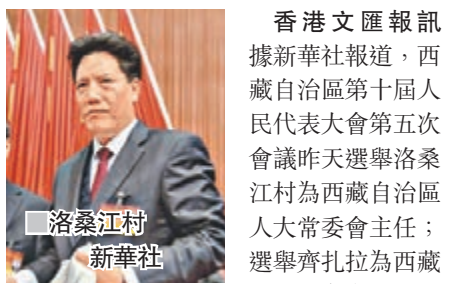 香港文匯報訊
據新華社報道，西
藏自治區第十屆人
民代表大會第五次
會議昨天選舉洛桑
江村為西藏自治區
人大常委會主任；
選舉齊扎拉為西藏
■洛桑江村
新華社